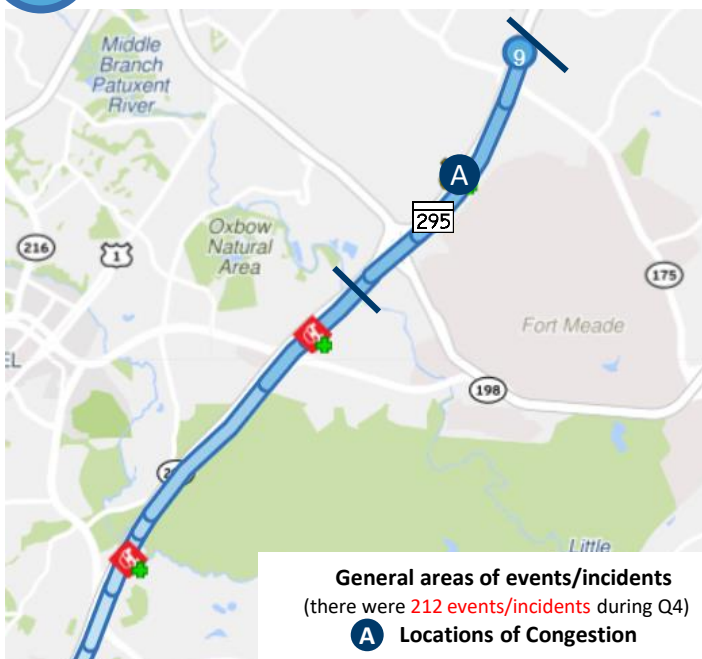 Middle
Branch
Patuxent
River
9
A
295
Oxbow
Natural
Area
216
1
175
Fort Meade
EL
198
Little
General areas of events/incidents
(there were 212 events/incidents during Q4)
A Locations of Congestion